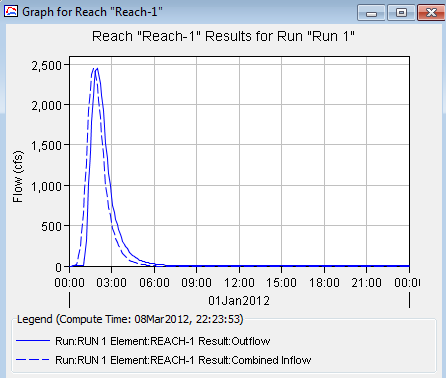 Graph for Reach "Reach-1"
Reach "Reach-1" Results for Run "Run 1"
Flow (cfs)
2,500
2,000
1,500
1,000
500
0
00:00 03:00 06:00 09:00 12:00 15:00 18:00 21:00 00:0
01Jan2012
Legend (Compute Time: 08Mar2012, 22:23:53)
Run:RUN 1 Element:REACH-1 Result:Outflow
Run:RUN 1 Element:REACH-1 Result:Combined Inflow